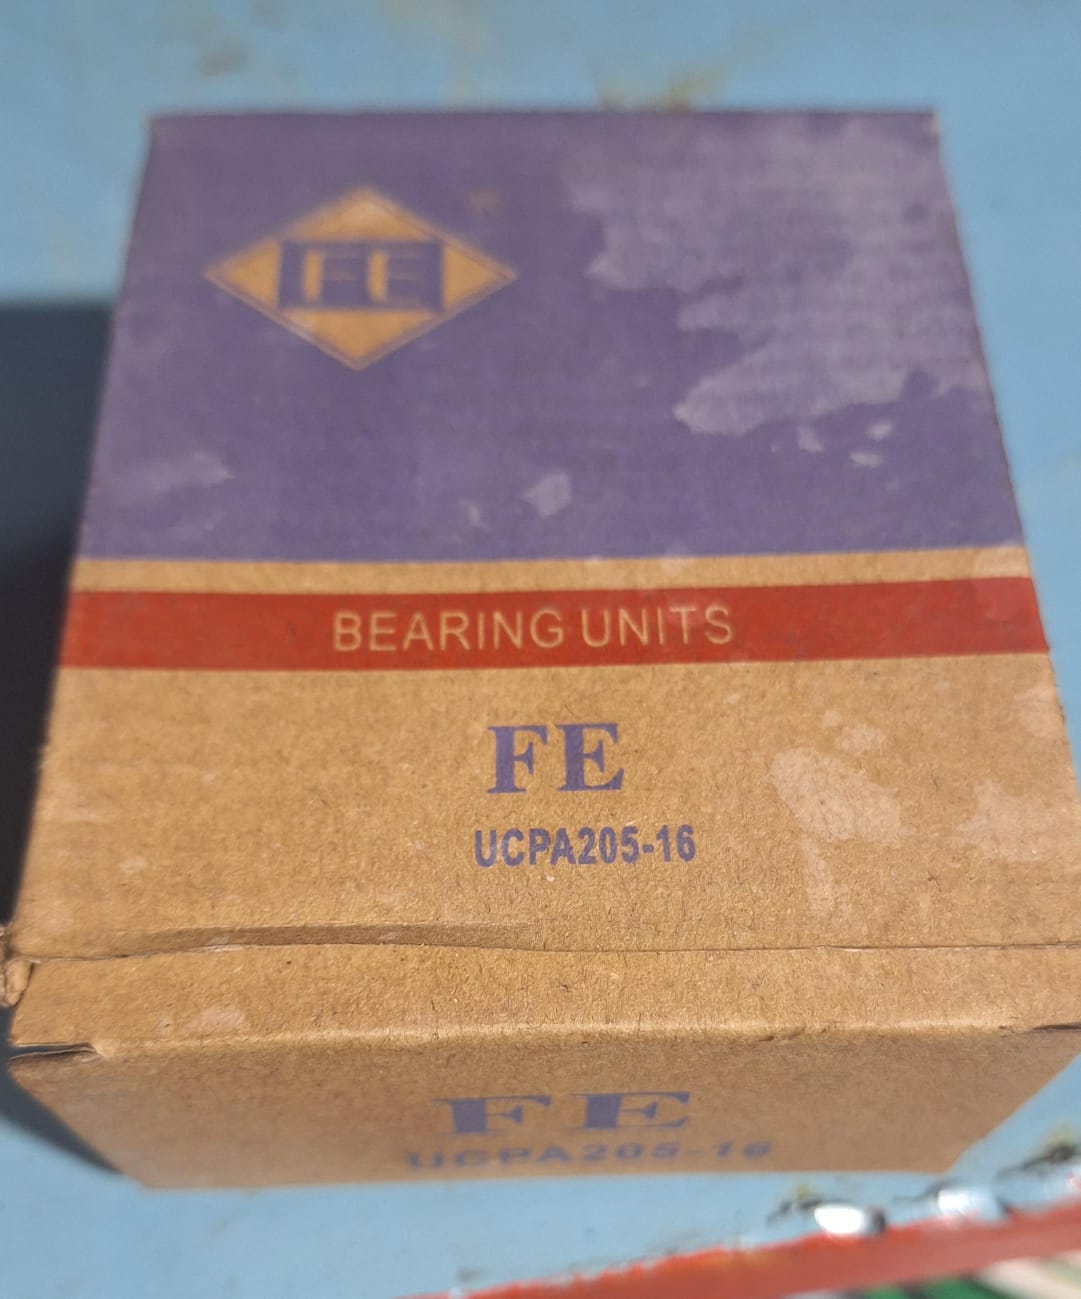 FE
BEARING UNITS
FE
UCPA205-16
FE
UCPA205-16